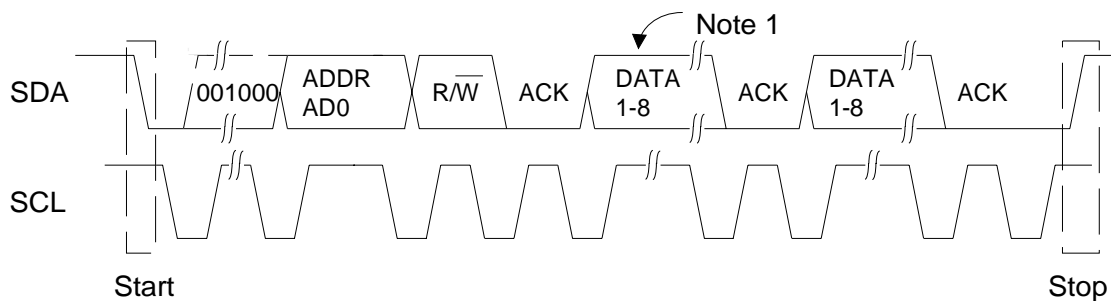 Note 1
SDA
001000
ADDR
AD0
R/W̅
ACK
DATA
1-8
ACK
DATA
1-8
ACK
SCL
Start
Stop